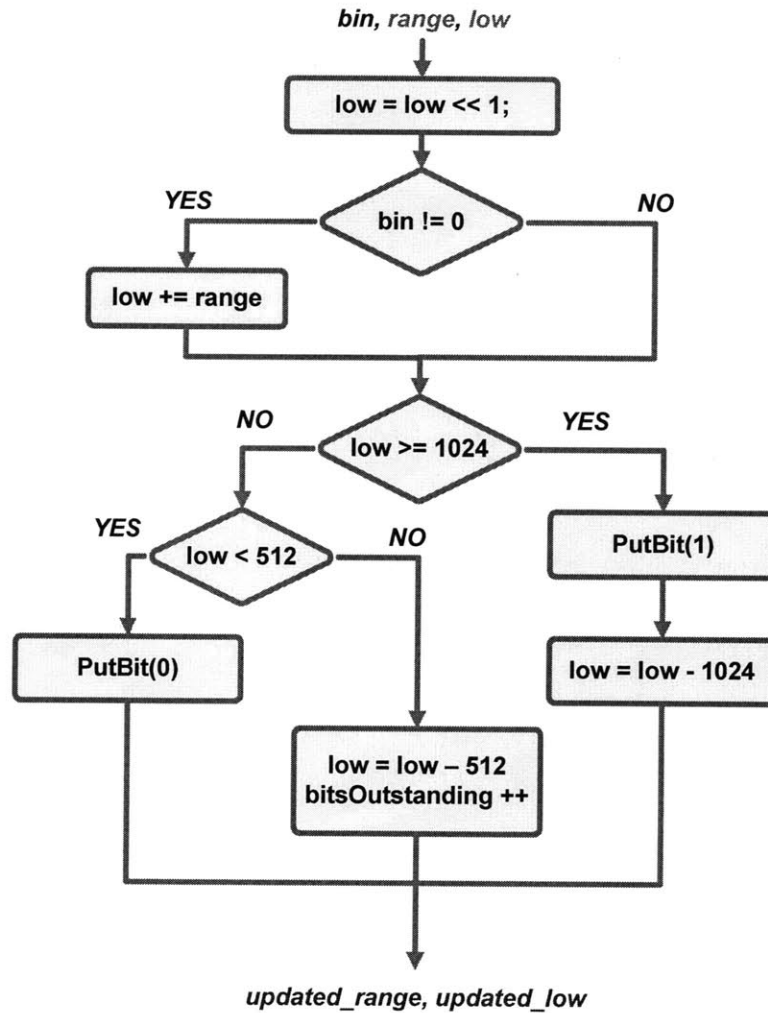 bin, range, low
low = low << 1;
YES
bin != 0
NO
low += range
NO
low >= 1024
YES
YES
low < 512
NO
PutBit(1)
PutBit(0)
low = low - 1024
low = low – 512
bitsOutstanding ++
updated_range, updated_low